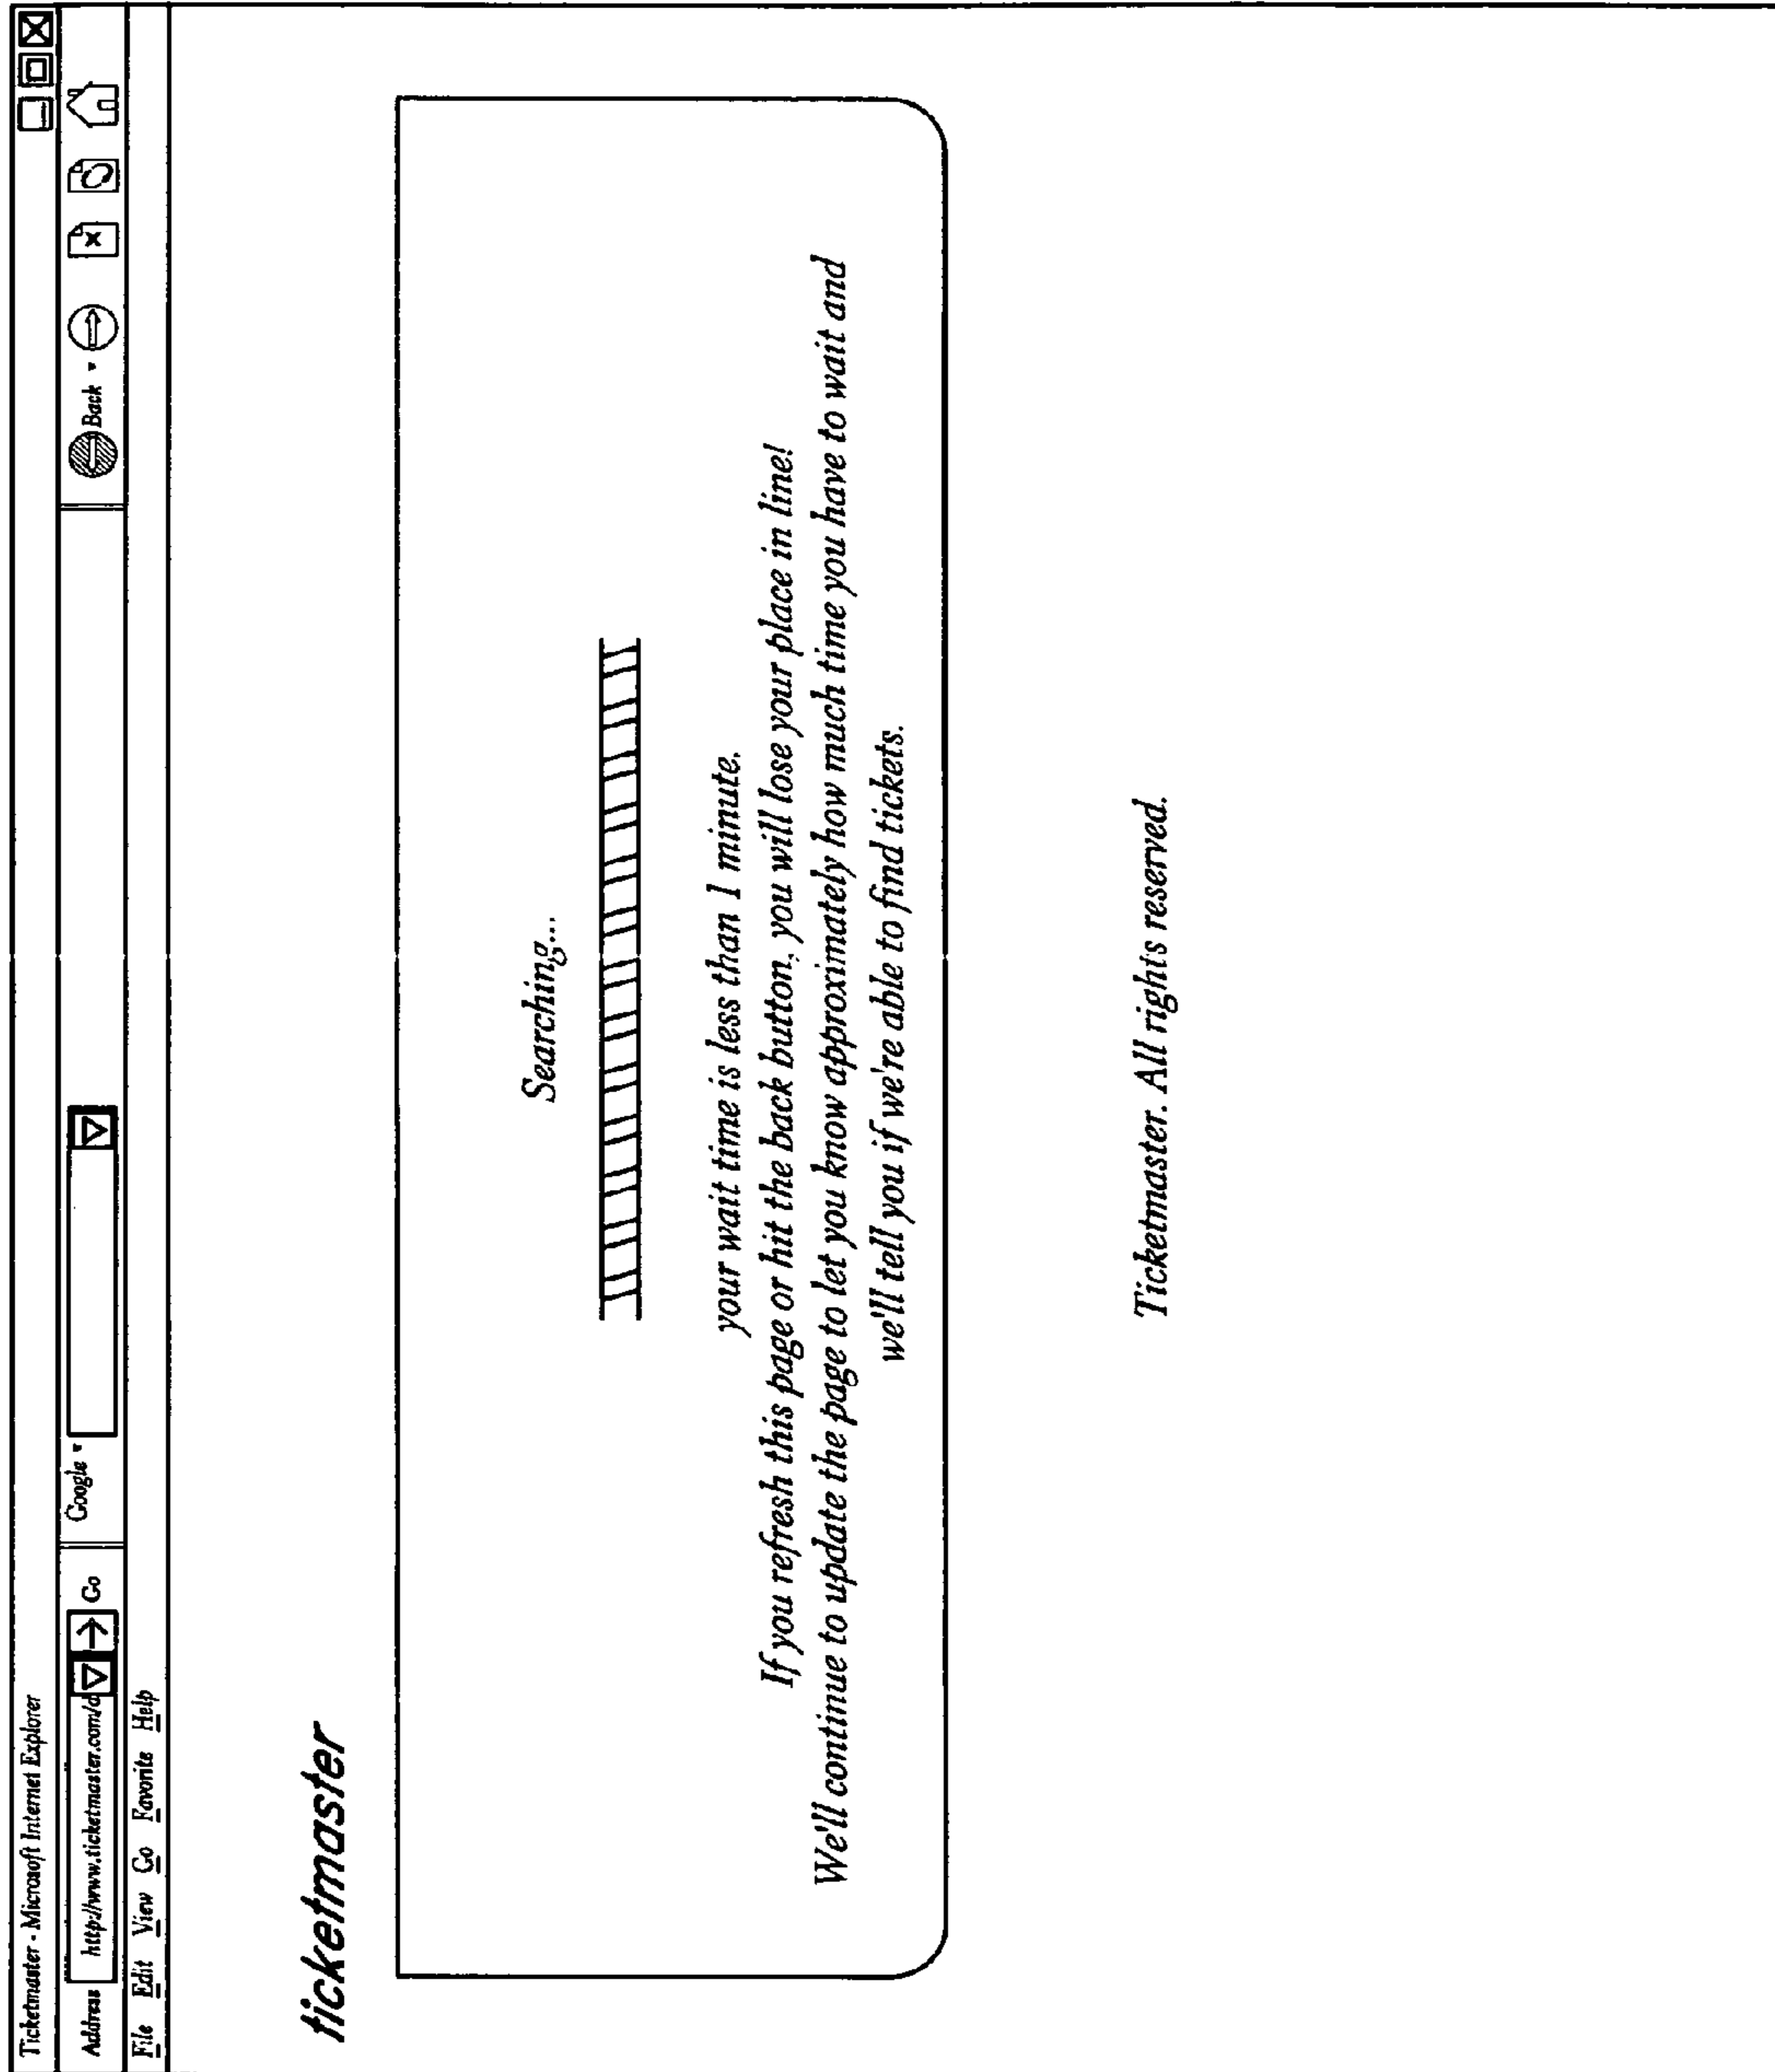 Ticketmaster - Microsoft Internet Explorer
Address http://www.ticketmaster.com/d Go Google Back
File Edit View Go Favorite Help
ticketmaster
Searching...
your wait time is less than 1 minute.
If you refresh this page or hit the back button, you will lose your place in line!
We'll continue to update the page to let you know approximately how much time you have to wait and
we'll tell you if we're able to find tickets.
Ticketmaster. All rights reserved.